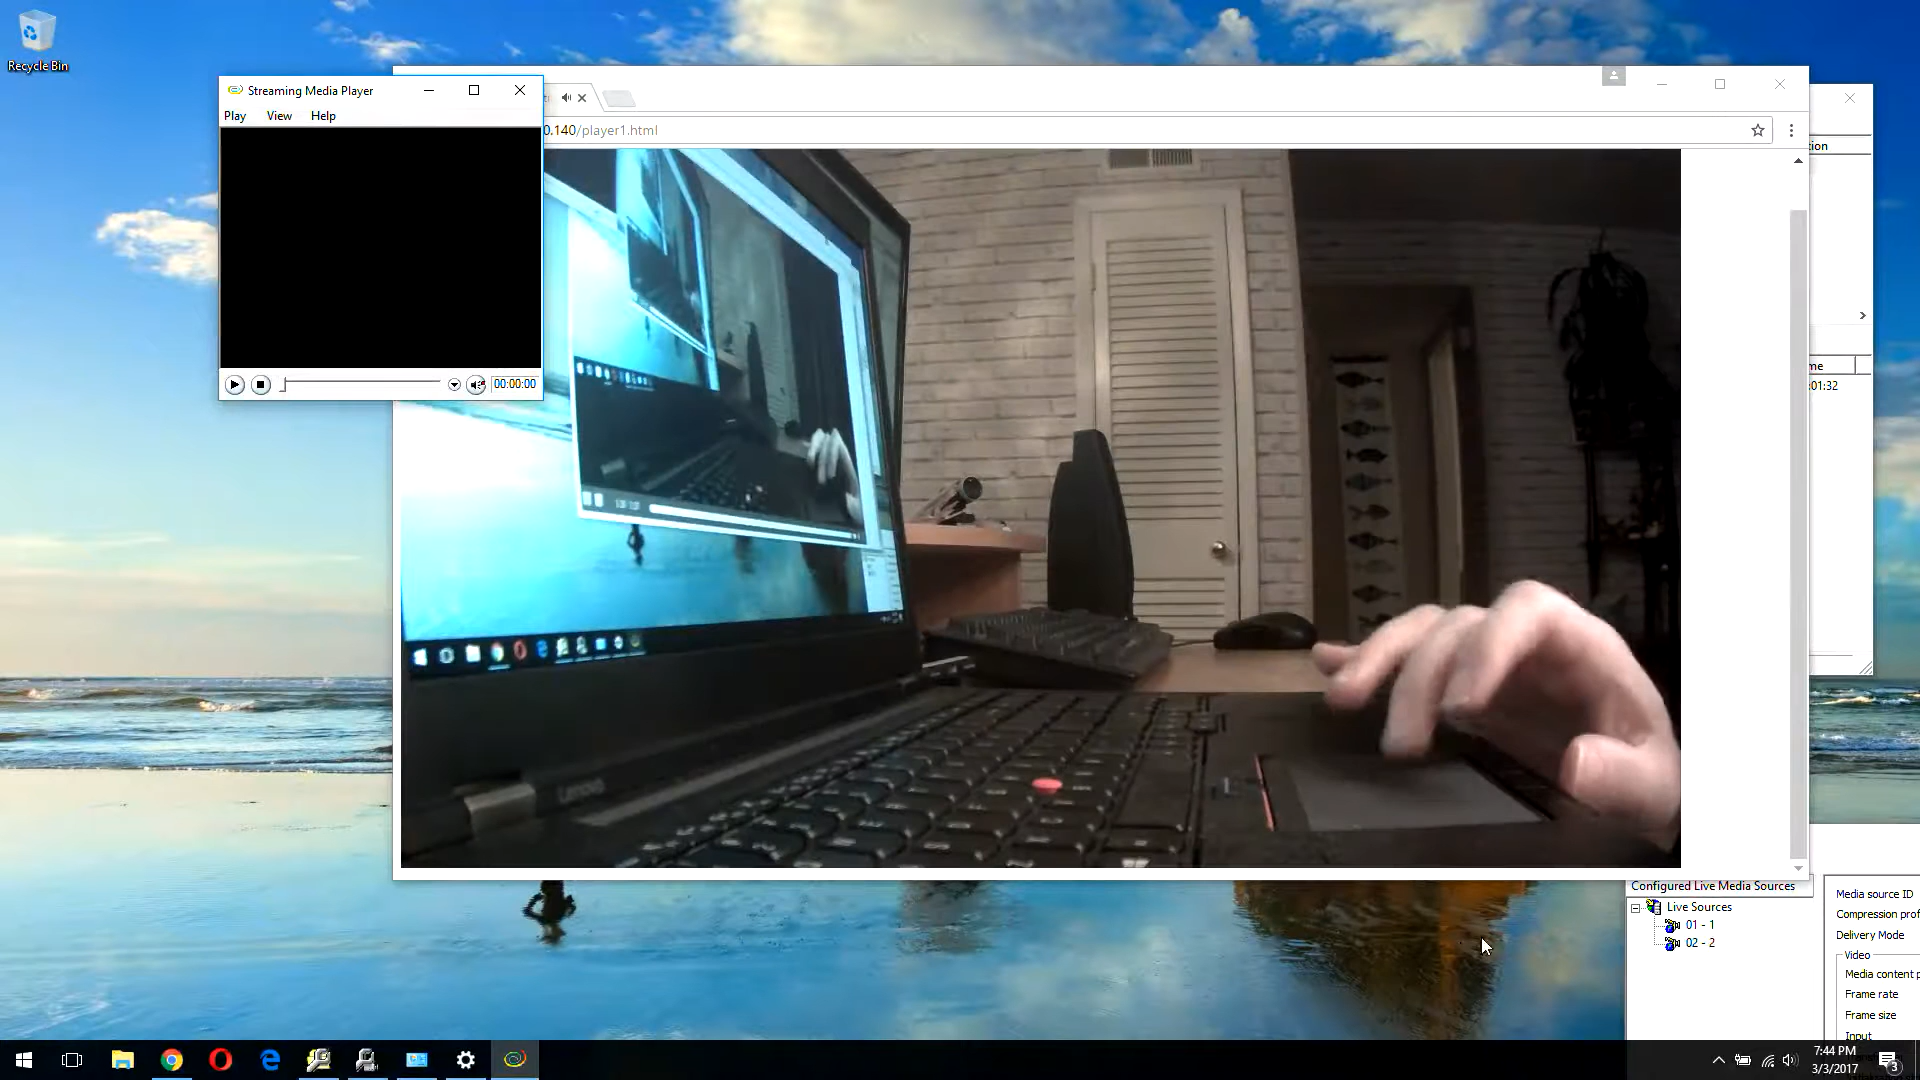 Recycle Bin
Streaming Media Player
Play View Help
00:00:00
0.140/player1.html
tion
me
:01:32
Lenovo
Configured Live Media Sources
Live Sources
01 - 1
02 - 2
Media source ID
Compression prof
Delivery Mode
Video
Media content p
Frame rate
Frame size
Input
7:44 PM
3/3/2017
3